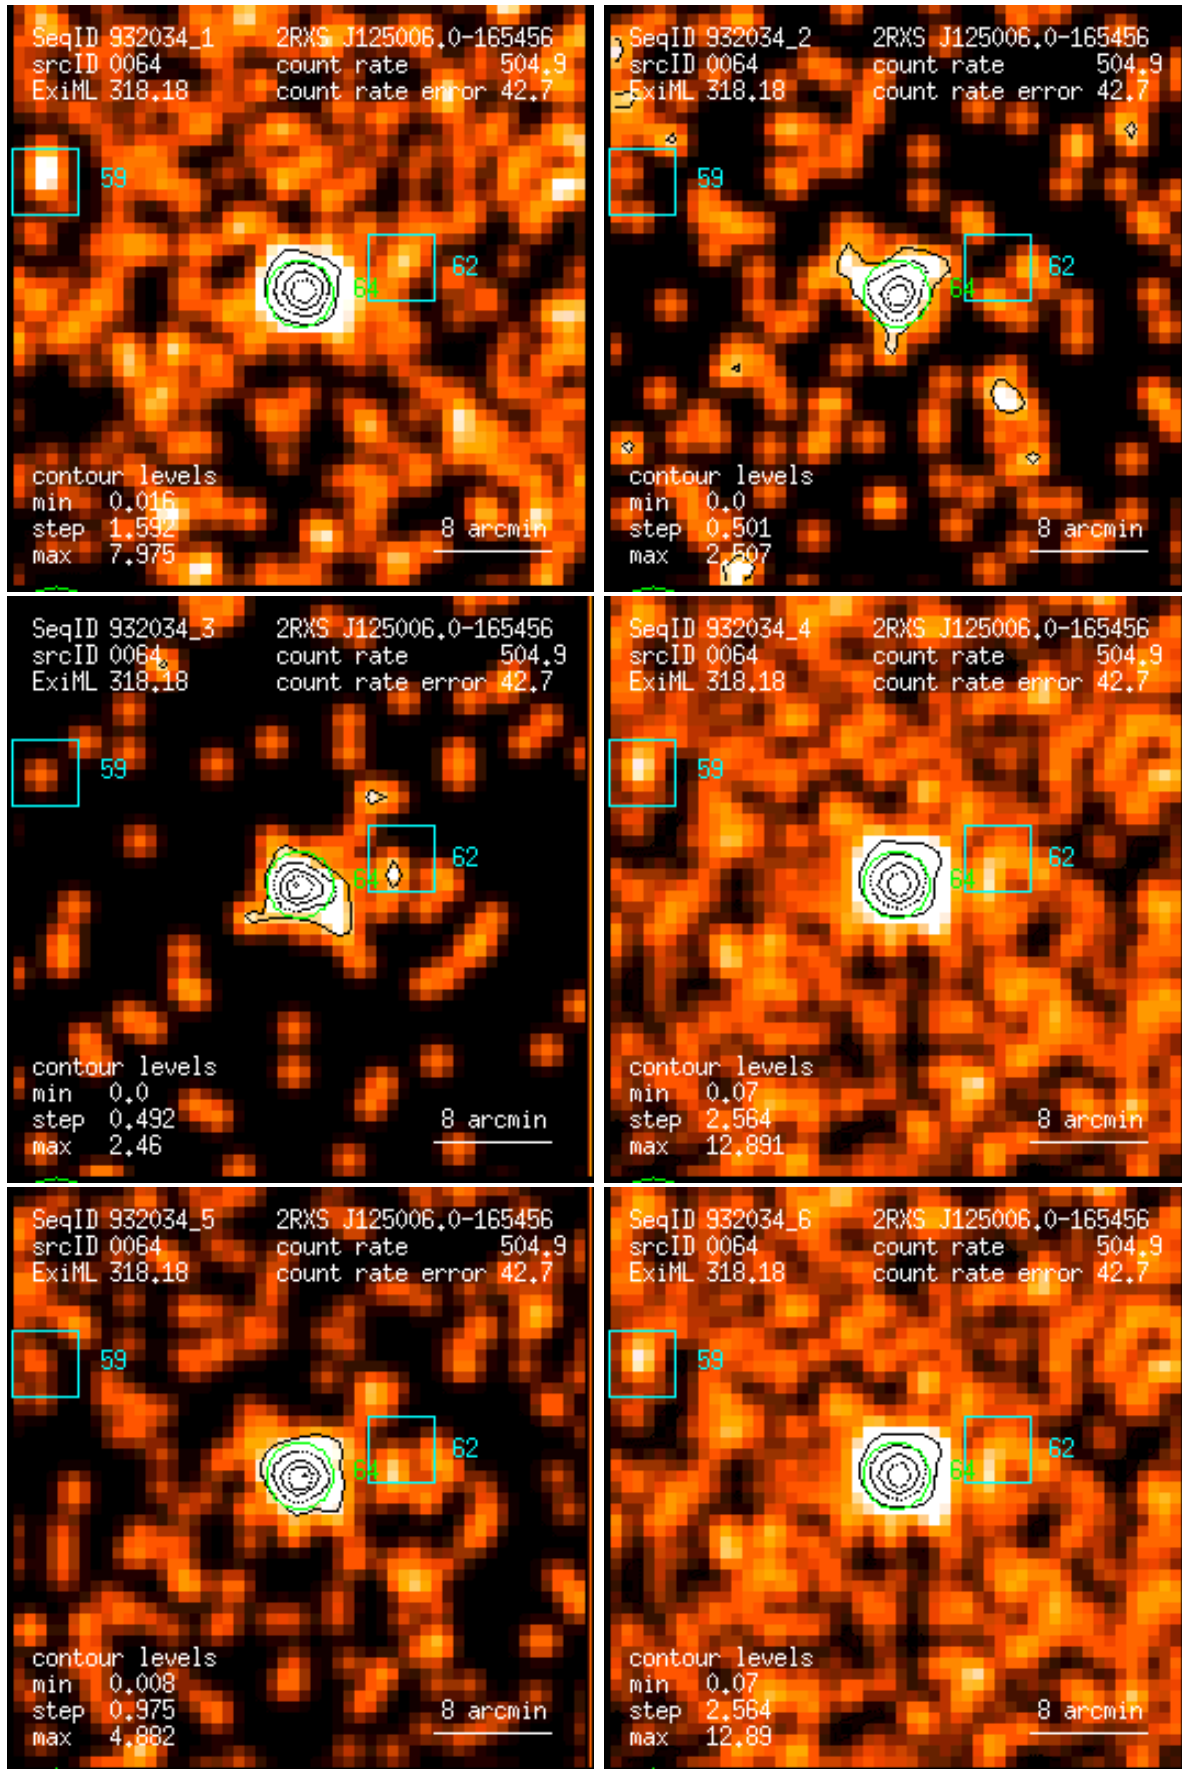 SeqID 932034_1 2RXS J125006.0-165456
srcID 0064 count rate 504.9
ExiML 318.18 count rate error 42.7
59
62
64
contour levels
min 0.016
step 1.592 8 arcmin
max 7.975
SeqID 932034_2 2RXS J125006.0-165456
srcID 0064 count rate 504.9
ExiML 318.18 count rate error 42.7
59
62
64
contour levels
min 0.0
step 0.501 8 arcmin
max 2.507
SeqID 932034_3 2RXS J125006.0-165456
srcID 0064 count rate 504.9
ExiML 318.18 count rate error 42.7
59
62
64
contour levels
min 0.0
step 0.492 8 arcmin
max 2.46
SeqID 932034_4 2RXS J125006.0-165456
srcID 0064 count rate 504.9
ExiML 318.18 count rate error 42.7
59
62
64
contour levels
min 0.07
step 2.564 8 arcmin
max 12.891
SeqID 932034_5 2RXS J125006.0-165456
srcID 0064 count rate 504.9
ExiML 318.18 count rate error 42.7
59
62
64
contour levels
min 0.008
step 0.975 8 arcmin
max 4.882
SeqID 932034_6 2RXS J125006.0-165456
srcID 0064 count rate 504.9
ExiML 318.18 count rate error 42.7
59
62
64
contour levels
min 0.07
step 2.564 8 arcmin
max 12.89